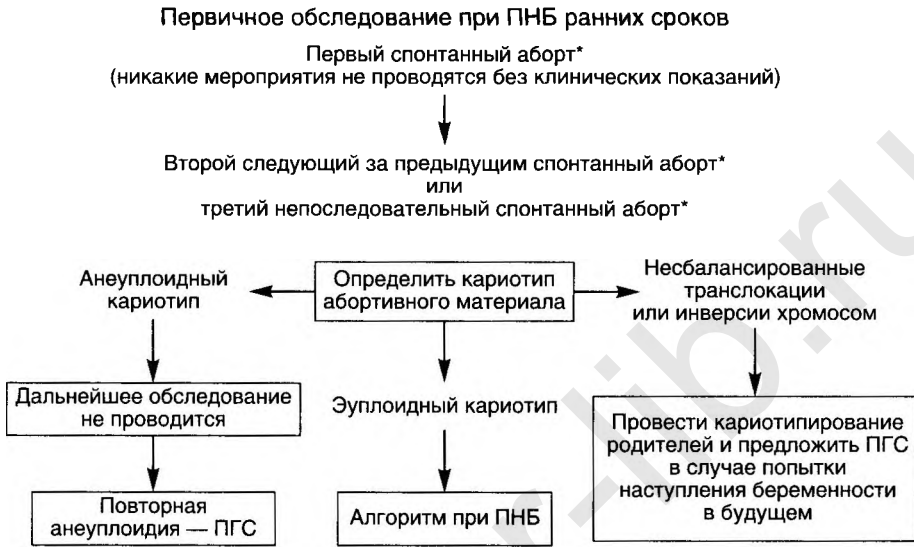 Первичное обследование при ПНБ ранних сроков
Первый спонтанный аборт*
(никакие мероприятия не проводятся без клинических показаний)
Второй следующий за предыдущим спонтанный аборт*
или
третий непоследовательный спонтанный аборт*
Анеуплоидный
кариотип
Определить кариотип
абортивного материала
Несбалансированные
транслокации
или инверсии хромосом
Дальнейшее обследование
не проводится
Эуплоидный кариотип
Провести кариотипирование
родителей и предложить ПГС
в случае попытки
наступления беременности
в будущем
Повторная
анеуплоидия — ПГС
Алгоритм при ПНБ
r-lib.ru